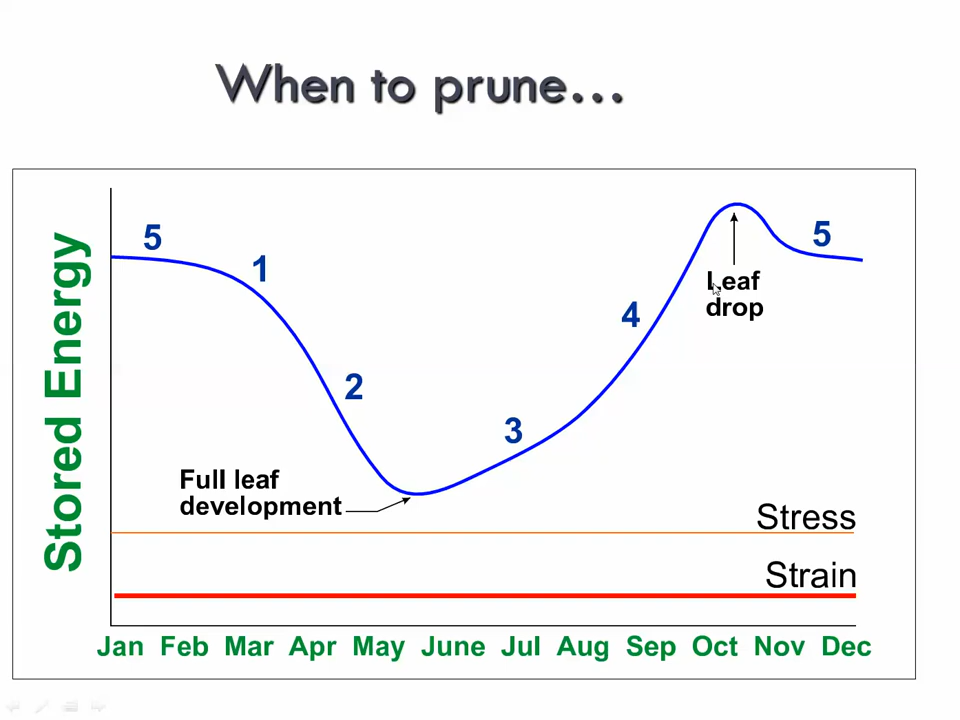 When to prune...
Stored Energy
5
1
2
3
4
5
Leaf
drop
Full leaf
development
Stress
Strain
Jan Feb Mar Apr May June Jul Aug Sep Oct Nov Dec